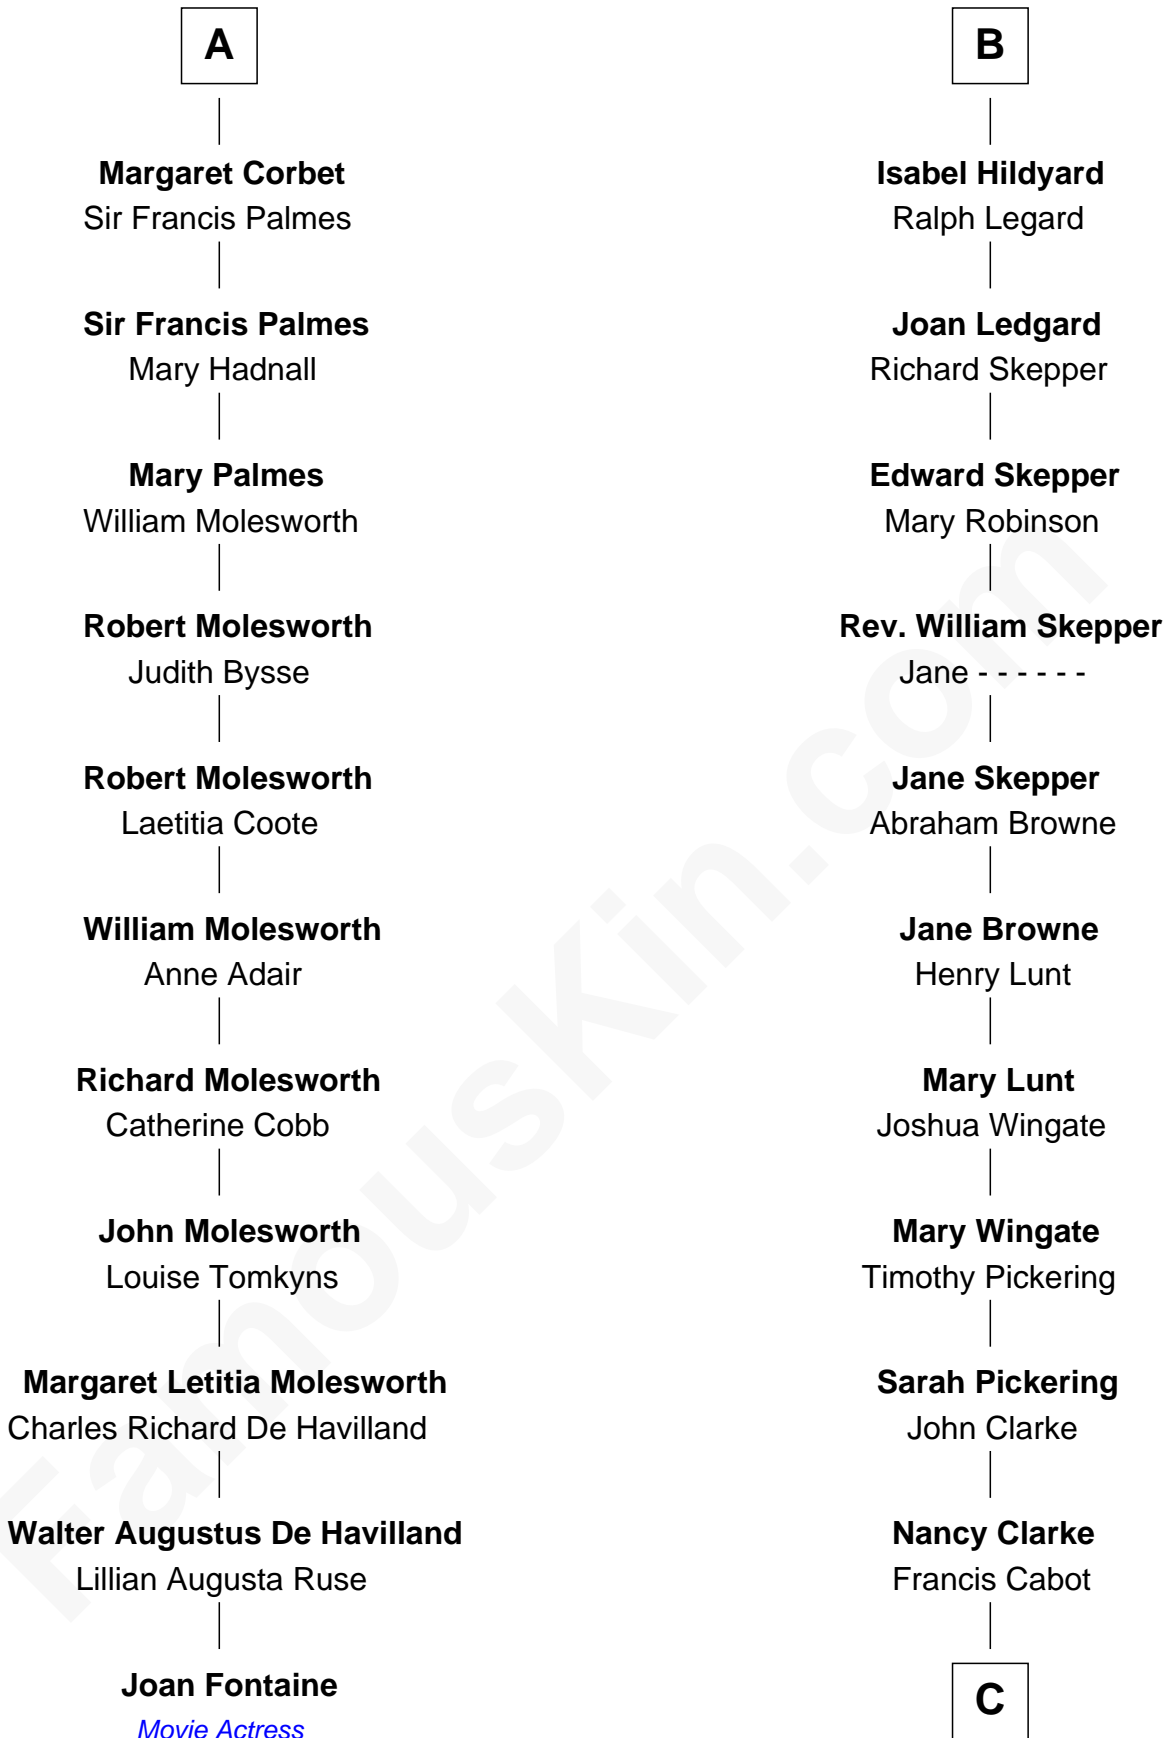 A
Margaret Corbet
Sir Francis Palmes
Sir Francis Palmes
Mary Hadnall
Mary Palmes
William Molesworth
Robert Molesworth
Judith Bysse
Robert Molesworth
Laetitia Coote
William Molesworth
Anne Adair
Richard Molesworth
Catherine Cobb
John Molesworth
Louise Tomkyns
Margaret Letitia Molesworth
Charles Richard De Havilland
Walter Augustus De Havilland
Lillian Augusta Ruse
Joan Fontaine
Movie Actress
B
Isabel Hildyard
Ralph Legard
Joan Ledgard
Richard Skepper
Edward Skepper
Mary Robinson
Rev. William Skepper
Jane - - - - - -
Jane Skepper
Abraham Browne
Jane Browne
Henry Lunt
Mary Lunt
Joshua Wingate
Mary Wingate
Timothy Pickering
Sarah Pickering
John Clarke
Nancy Clarke
Francis Cabot
C
FamousKin.com